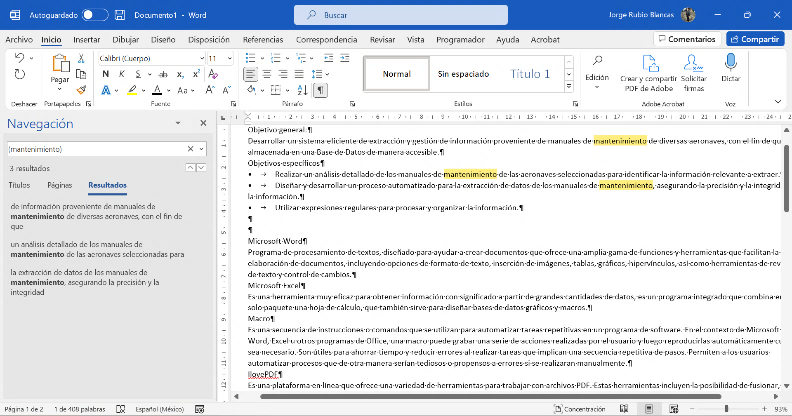 Autoguardado Documento1 - Word Buscar Jorge Rubio Blancas
Archivo Inicio Insertar Dibujar Diseño Disposición Referencias Correspondencia Revisar Vista Programador Ayuda Acrobat Comentarios Compartir
Calibri (Cuerpo) 11
Pegar
N K S ab x₂ x²
A A Aa A A
Normal Sin espaciado Título 1
Edición
Crear y compartir PDF de Adobe
Solicitar firmas
Dictar
Deshacer Portapapeles Fuente Párrafo Estilos Adobe Acrobat Voz
Navegación
(mantenimiento)
3 resultados
Títulos Páginas Resultados
de información proveniente de manuales de
mantenimiento de diversas aeronaves, con el fin de
que
un análisis detallado de los manuales de
mantenimiento de las aeronaves seleccionadas para
la extracción de datos de los manuales de
mantenimiento, asegurando la precisión y la
integridad
Objetivo general:¶
Desarrollar un sistema eficiente de extracción y gestión de información proveniente de manuales de mantenimiento de diversas aeronaves, con el fin de qu
almacenada en una Base de Datos de manera accesible.¶
Objetivos específicos¶
• → Realizar un análisis detallado de los manuales de mantenimiento de las aeronaves seleccionadas para identificar la información relevante a extraer.
• → Diseñar y desarrollar un proceso automatizado para la extracción de datos de los manuales de mantenimiento, asegurando la precisión y la integrid
la información.¶
• → Utilizar expresiones regulares para procesar y organizar la información.¶
¶
¶
Microsoft Word¶
Programa de procesamiento de textos, diseñado para ayudar a crear documentos que ofrece una amplia gama de funciones y herramientas que facilitan la
elaboración de documentos, incluyendo opciones de formato de texto, inserción de imágenes, tablas, gráficos, hipervínculos, así como herramientas de rev
de texto y control de cambios.¶
Microsoft Excel¶
Es una herramienta muy eficaz para obtener información con significado a partir de grandes cantidades de datos, es un programa integrado que combina en
solo paquete una hoja de cálculo, que también sirve para diseñar bases de datos gráficos y macros.¶
Macro¶
Es una secuencia de instrucciones o comandos que se utilizan para automatizar tareas repetitivas en un programa de software. En el contexto de Microsoft
Word, Excel u otros programas de Office, una macro puede grabar una serie de acciones realizadas por el usuario y luego reproducirlas automáticamente cu
sea necesario. Son útiles para ahorrar tiempo y reducir errores al realizar tareas que implican una secuencia repetitiva de pasos. Permiten a los usuarios
automatizar procesos que de otra manera serían tediosos o propensos a errores si se realizaran manualmente.¶
IlovePDF¶
Es una plataforma en línea que ofrece una variedad de herramientas para trabajar con archivos PDF. Estas herramientas incluyen la posibilidad de fusionar,
Página 1 de 2 1 de 408 palabras Español (México) Concentración 93%